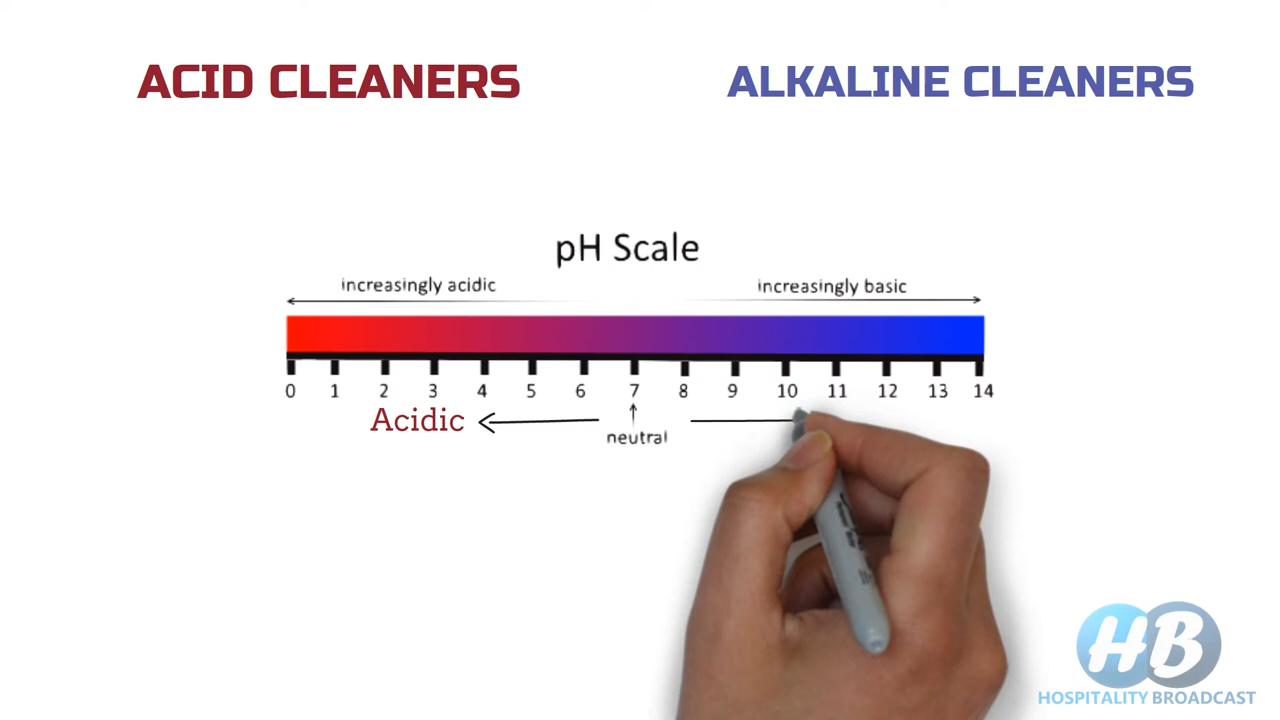 ACID CLEANERS
ALKALINE CLEANERS
pH Scale
increasingly acidic
increasingly basic
0 1 2 3 4 5 6 7 8 9 10 11 12 13 14
Acidic
neutral
HB
HOSPITALITY BROADCAST